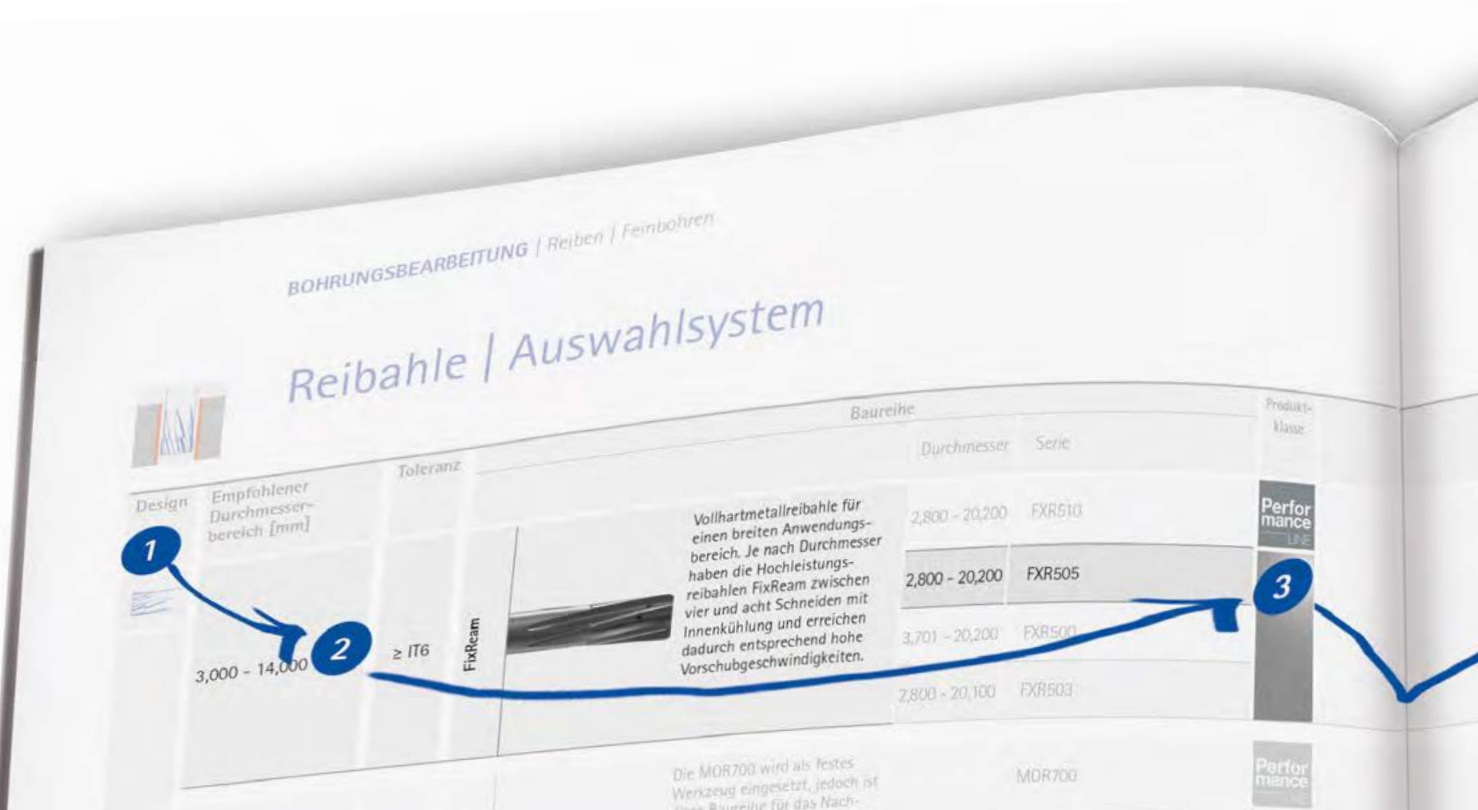 BOHRUNGSBEARBEITUNG | Reiben | Feinbohren
Reibahle | Auswahlsystem
Baureihe
Produkt-
klasse
Design
Empfohlener
Durchmesser-
bereich [mm]
Toleranz
Durchmesser
Serie
1
2
3
3,000 – 14,000
≥ IT6
FixReam
Vollhartmetallreibahle für
einen breiten Anwendungs-
bereich. Je nach Durchmesser
haben die Hochleistungs-
reibahlen FixReam zwischen
vier und acht Schneiden mit
Innenkühlung und erreichen
dadurch entsprechend hohe
Vorschubgeschwindigkeiten.
2,800 – 20,200 FXR510
2,800 – 20,200 FXR505
3,701 – 20,200 FXR500
2,800 – 20,100 FXR503
Perfor
mance
LINE
Die MOR700 wird als festes
Werkzeug eingesetzt, jedoch ist
Baureihe für das Nach-
MOR700
Perfor
mance